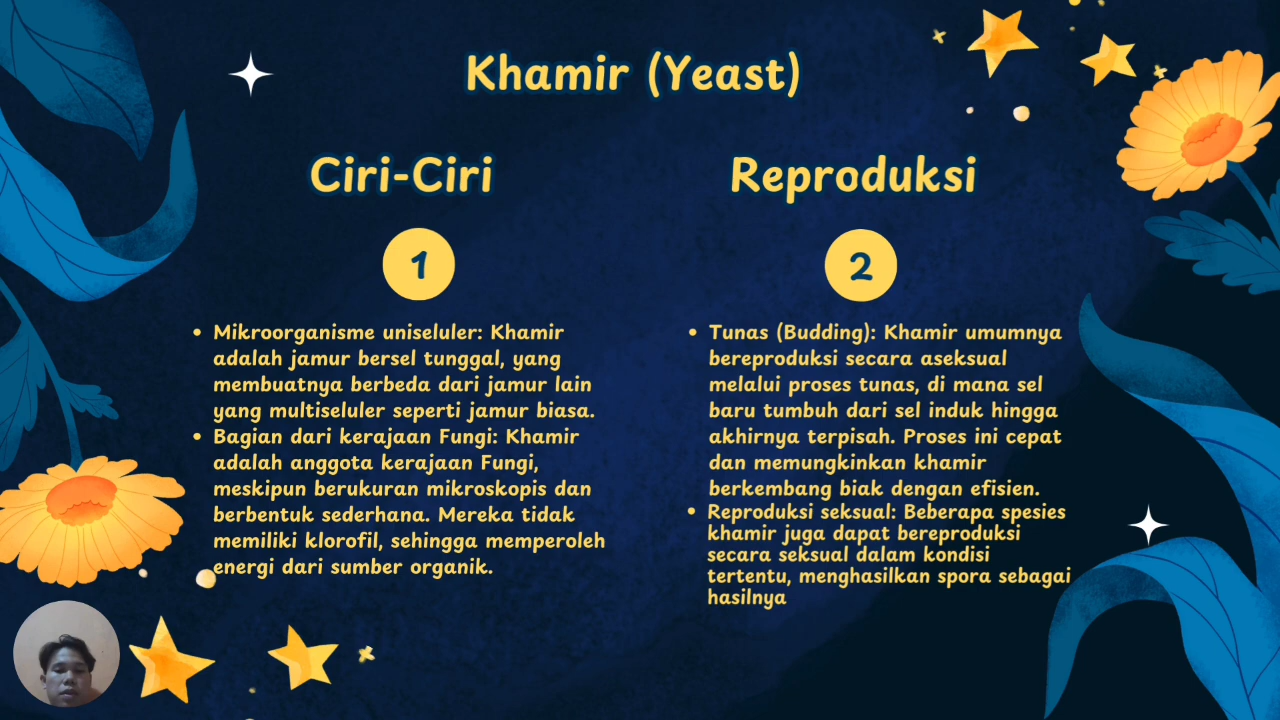 Khamir (Yeast)
Ciri-Ciri
1
• Mikroorganisme uniseluler: Khamir
adalah jamur bersel tunggal, yang
membuatnya berbeda dari jamur lain
yang multiseluler seperti jamur biasa.
• Bagian dari kerajaan Fungi: Khamir
adalah anggota kerajaan Fungi,
meskipun berukuran mikroskopis dan
berbentuk sederhana. Mereka tidak
memiliki klorofil, sehingga memperoleh
energi dari sumber organik.
Reproduksi
2
• Tunas (Budding): Khamir umumnya
bereproduksi secara aseksual
melalui proses tunas, di mana sel
baru tumbuh dari sel induk hingga
akhirnya terpisah. Proses ini cepat
dan memungkinkan khamir
berkembang biak dengan efisien.
• Reproduksi seksual: Beberapa spesies
khamir juga dapat bereproduksi
secara seksual dalam kondisi
tertentu, menghasilkan spora sebagai
hasilnya